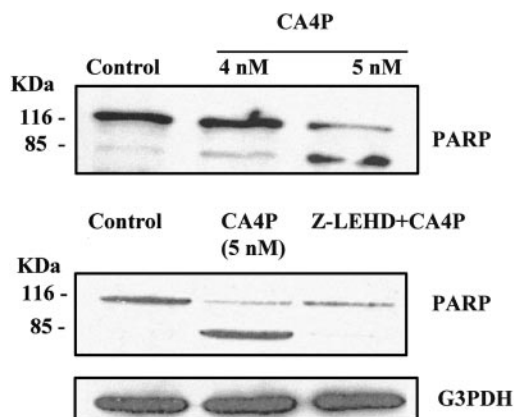 CA4P
Control 4 nM 5 nM
KDa
116 -
85 -
PARP
Control CA4P Z-LEHD+CA4P
(5 nM)
KDa
116 -
85 -
PARP
G3PDH